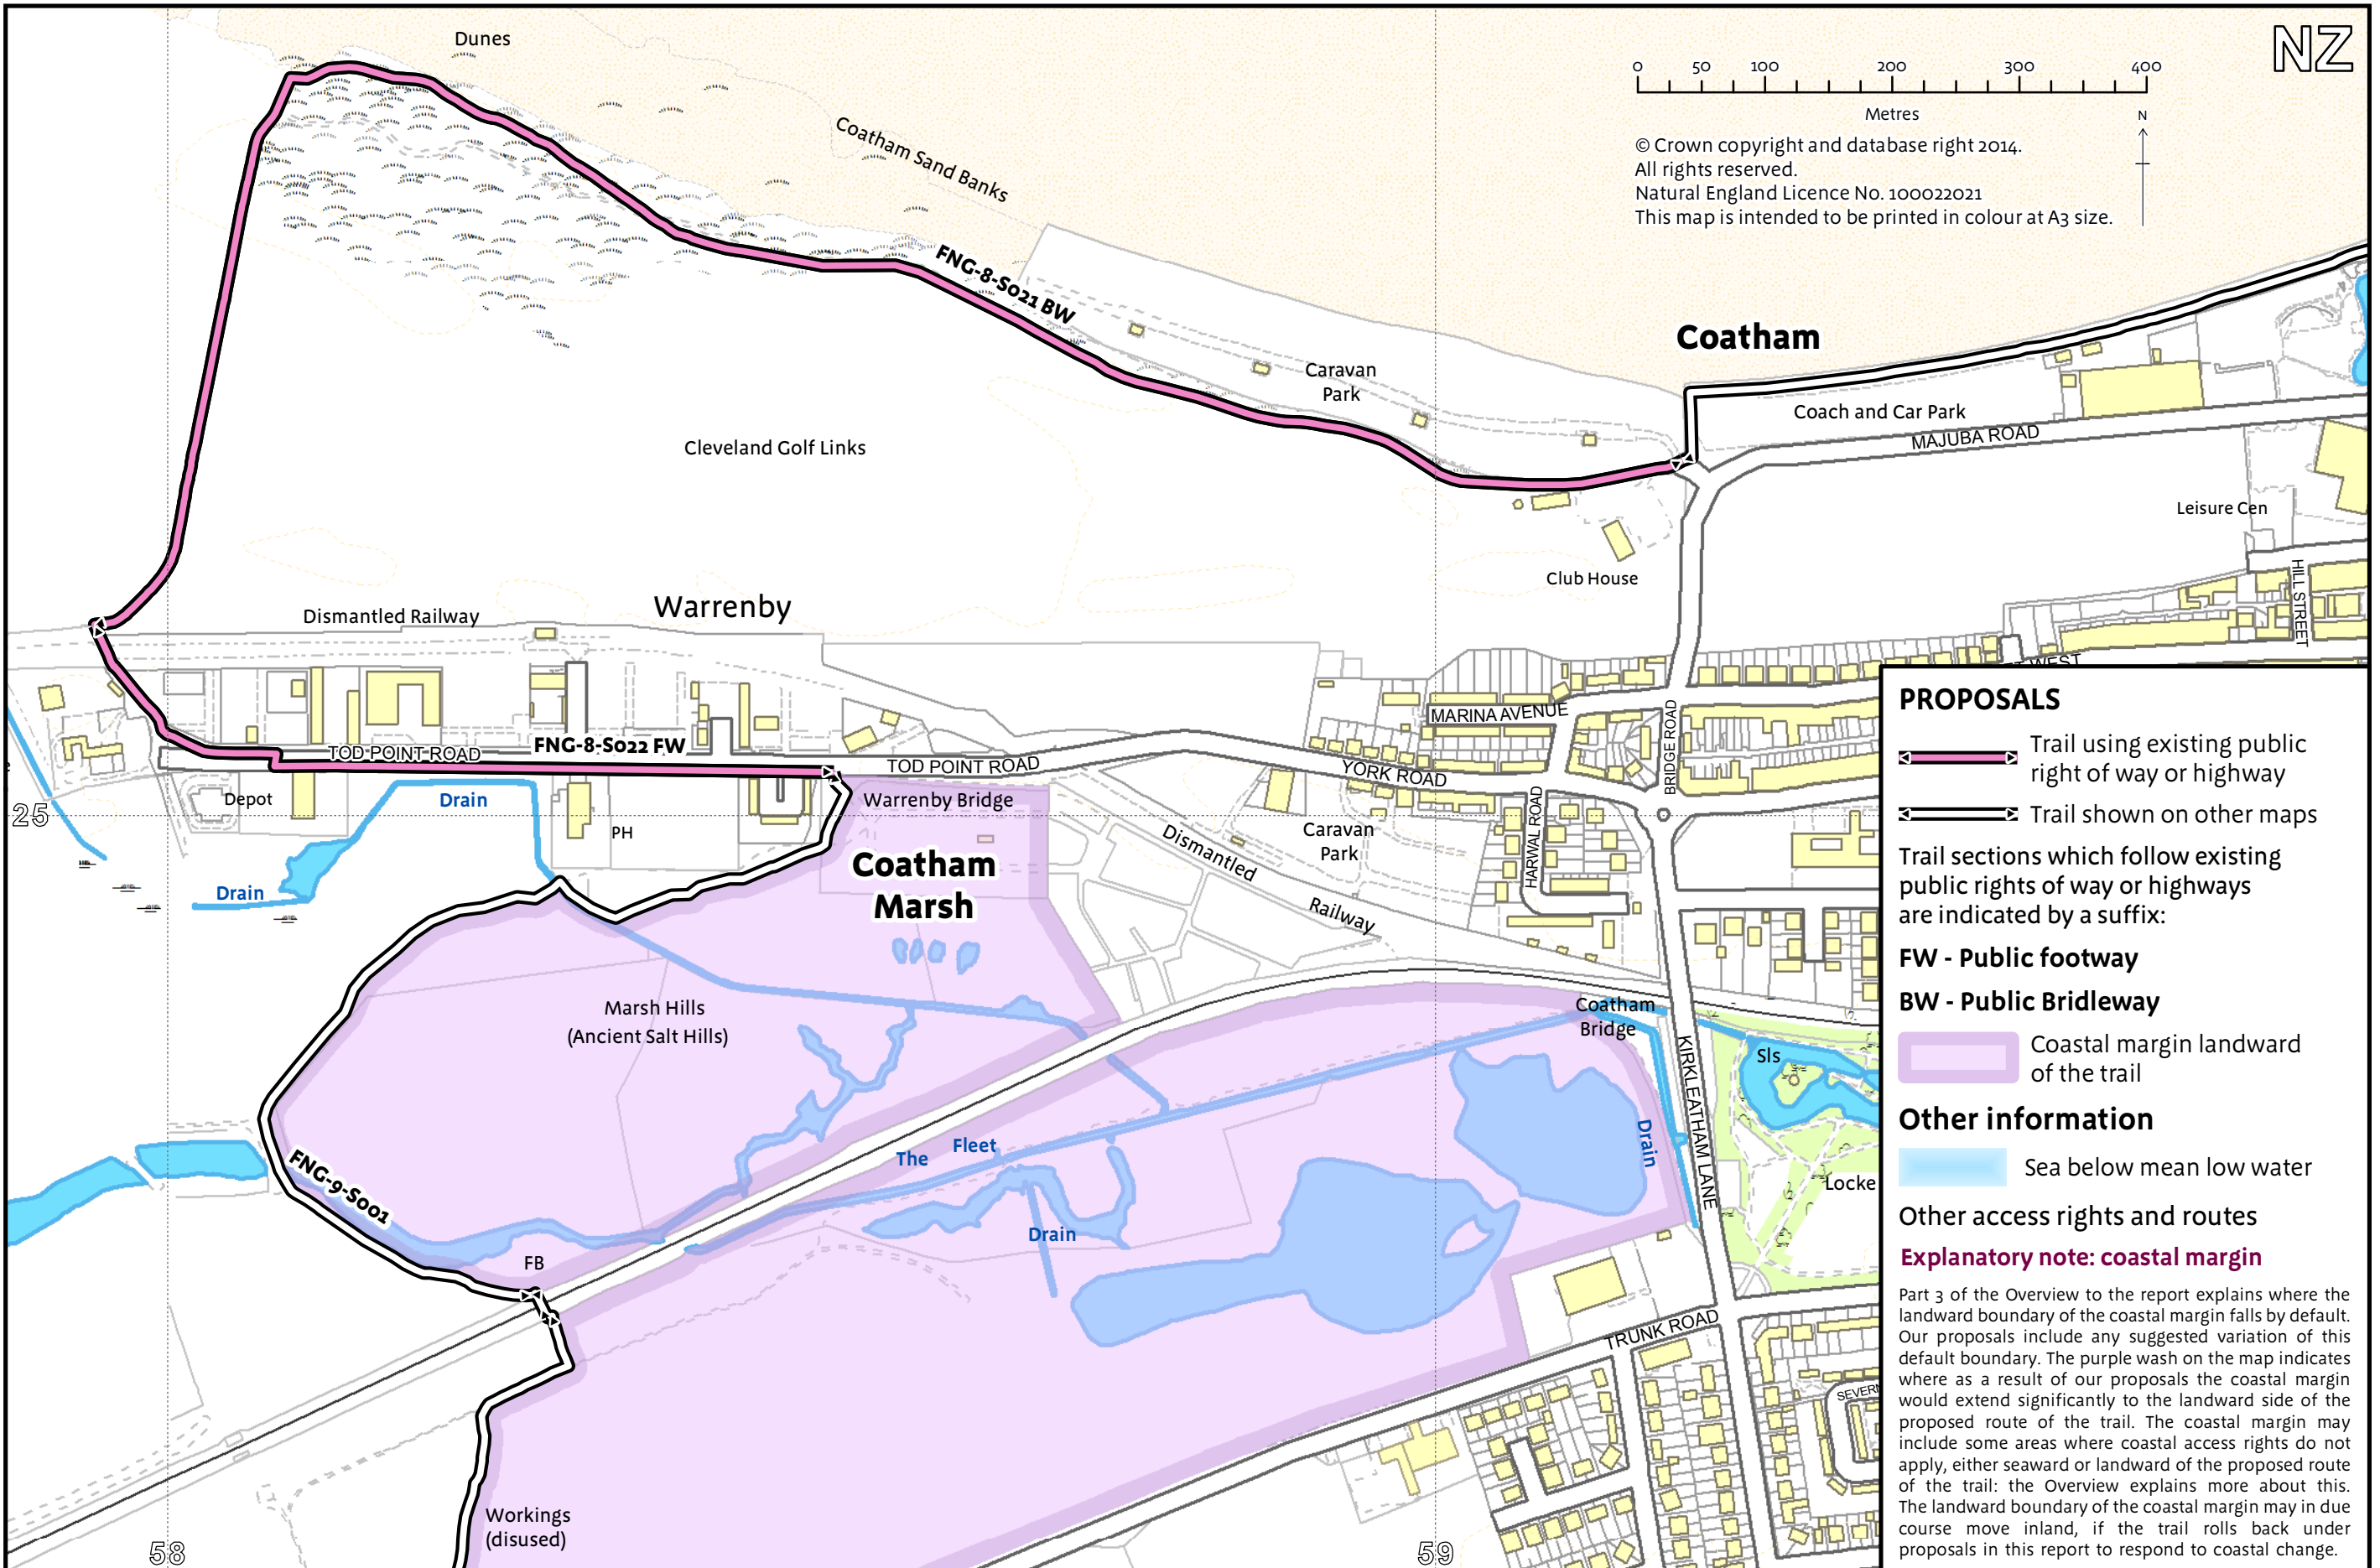 Dunes
NZ
0 50 100 200 300 400
Metres
N
© Crown copyright and database right 2014.
All rights reserved.
Natural England Licence No. 100022021
This map is intended to be printed in colour at A3 size.
Coatham Sand Banks
FNG-8-S021 BW
Coatham
Caravan
Park
Coach and Car Park
MAJUBA ROAD
Cleveland Golf Links
Leisure Cen
Club House
HILL STREET
Dismantled Railway
Warrenby
WEST
MARINA AVENUE
BRIDGE ROAD
TOD POINT ROAD
FNG-8-S022 FW
TOD POINT ROAD
YORK ROAD
25
Depot
Drain
PH
Warrenby Bridge
HARWAL ROAD
Caravan
Park
Dismantled
Railway
Drain
Coatham
Marsh
Marsh Hills
(Ancient Salt Hills)
Coatham
Bridge
KIRKLEATHAM LANE
Sls
Drain
The Fleet
Locke
FNG-9-S001
Drain
FB
TRUNK ROAD
SEVERN
Workings
(disused)
58
59
PROPOSALS
Trail using existing public
right of way or highway
Trail shown on other maps
Trail sections which follow existing
public rights of way or highways
are indicated by a suffix:
FW - Public footway
BW - Public Bridleway
Coastal margin landward
of the trail
Other information
Sea below mean low water
Other access rights and routes
Explanatory note: coastal margin
Part 3 of the Overview to the report explains where the
landward boundary of the coastal margin falls by default.
Our proposals include any suggested variation of this
default boundary. The purple wash on the map indicates
where as a result of our proposals the coastal margin
would extend significantly to the landward side of the
proposed route of the trail. The coastal margin may
include some areas where coastal access rights do not
apply, either seaward or landward of the proposed route
of the trail: the Overview explains more about this.
The landward boundary of the coastal margin may in due
course move inland, if the trail rolls back under
proposals in this report to respond to coastal change.